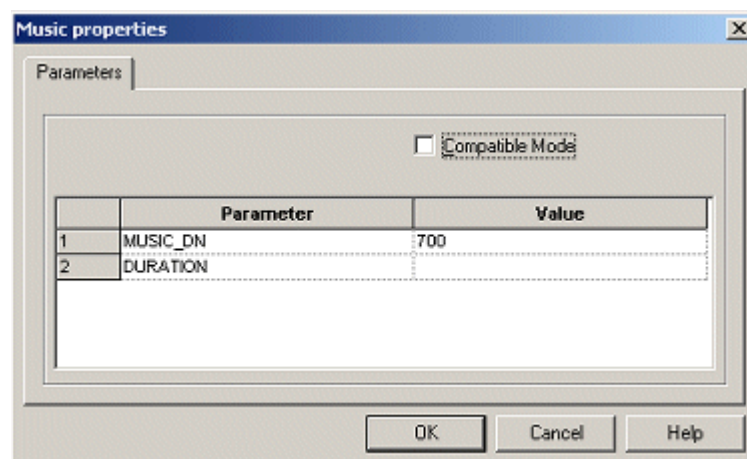 Music properties
Parameters
Compatible Mode
Parameter Value
1 MUSIC_DN 700
2 DURATION
OK Cancel Help